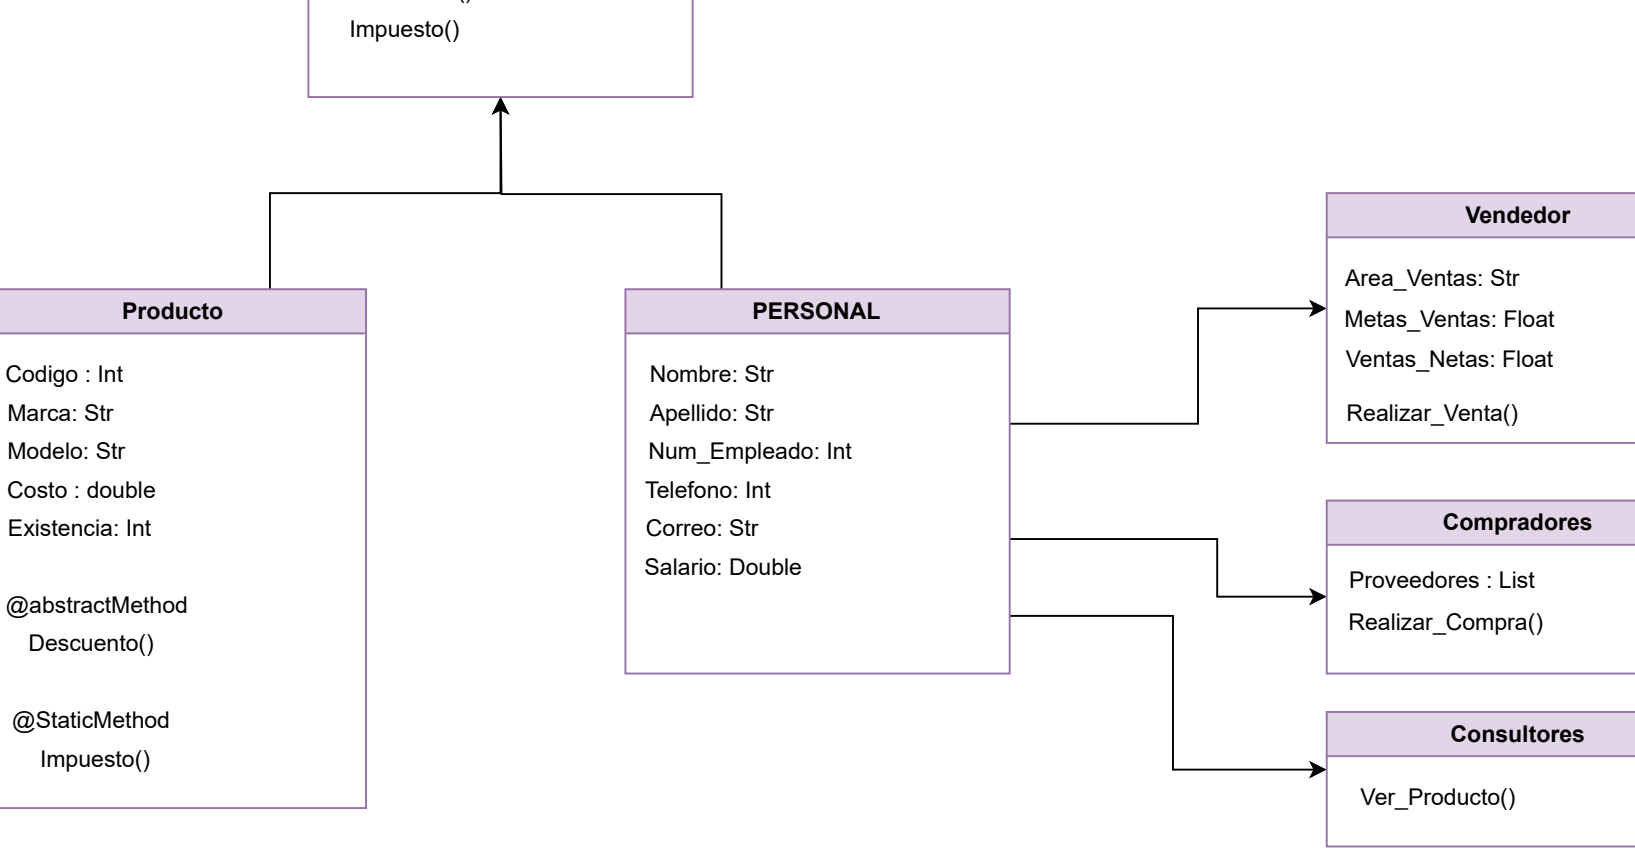 Impuesto()
Producto
Codigo : Int
Marca: Str
Modelo: Str
Costo : double
Existencia: Int
@abstractMethod
Descuento()
@StaticMethod
Impuesto()
PERSONAL
Nombre: Str
Apellido: Str
Num_Empleado: Int
Telefono: Int
Correo: Str
Salario: Double
Vendedor
Area_Ventas: Str
Metas_Ventas: Float
Ventas_Netas: Float
Realizar_Venta()
Compradores
Proveedores : List
Realizar_Compra()
Consultores
Ver_Producto()